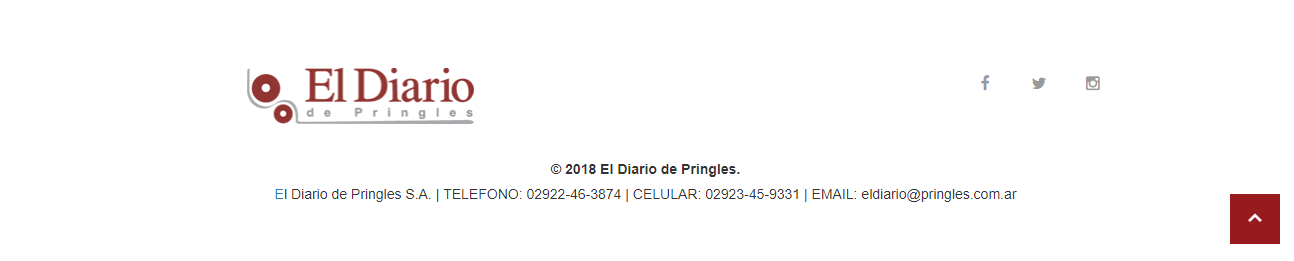 El Diario
de Pringles
© 2018 El Diario de Pringles.
El Diario de Pringles S.A. | TELEFONO: 02922-46-3874 | CELULAR: 02923-45-9331 | EMAIL: eldiario@pringles.com.ar